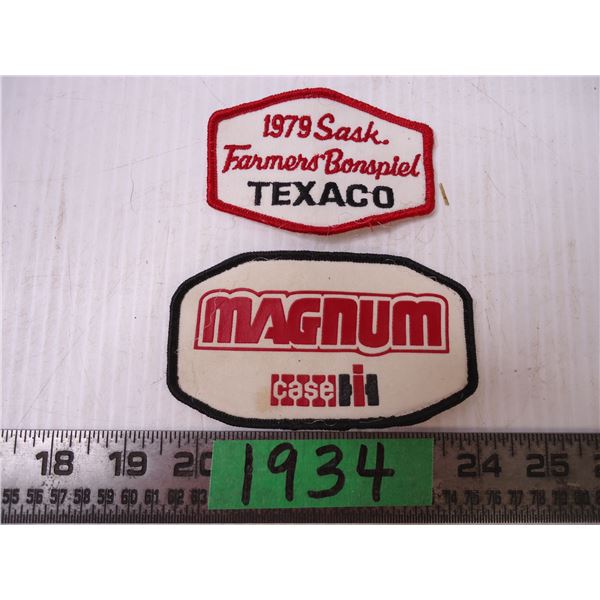 1979 Sask.
Farmers Bonspiel
TEXACO
MAGNUM
case IH
18 19 20 24 25
1934